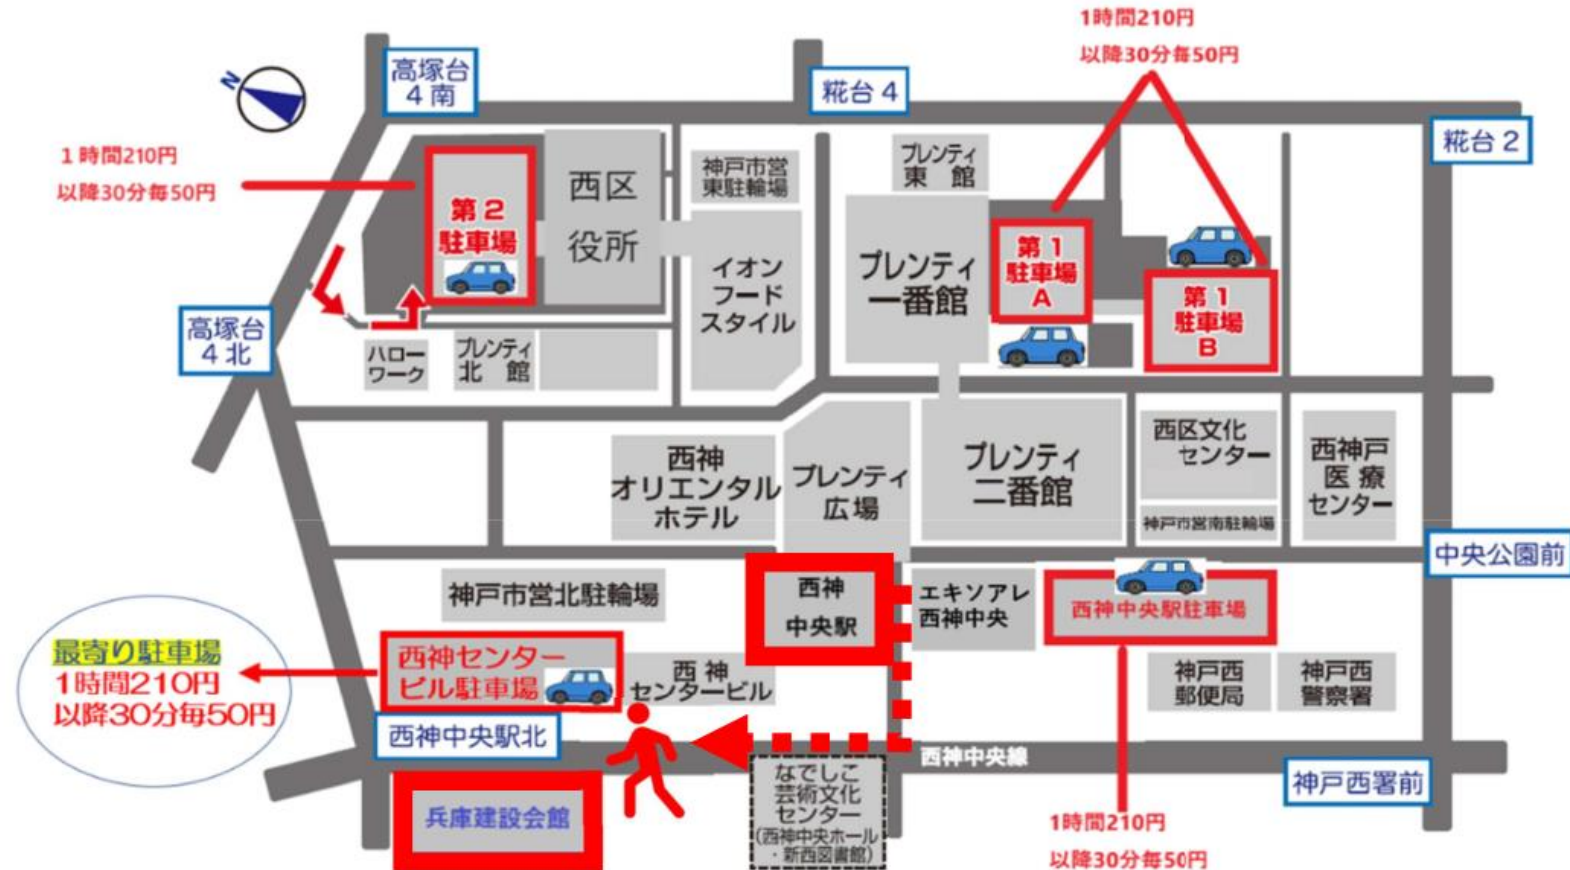 1時間210円
以降30分毎50円
N
高塚台
4南
糀台4
糀台2
1時間210円
以降30分毎50円
第2
駐車場
西区
役所
神戸市営
東駐輪場
プレンティ
東 館
イオン
フード
スタイル
プレンティ
一番館
第1
駐車場
A
第1
駐車場
B
高塚台
4北
ハロー
ワーク
プレンティ
北 館
西神
オリエンタル
ホテル
プレンティ
広場
プレンティ
二番館
西区文化
センター
神戸市営南駐輪場
西神戸
医療
センター
中央公園前
神戸市営北駐輪場
西神
中央駅
エキソアレ
西神中央
西神中央駅駐車場
最寄り駐車場
1時間210円
以降30分毎50円
西神センター
ビル駐車場
西神
センタービル
神戸西
郵便局
神戸西
警察署
西神中央駅北
西神中央線
神戸西署前
兵庫建設会館
なでしこ
芸術文化
センター
(西神中央ホール
・新西図書館)
1時間210円
以降30分毎50円